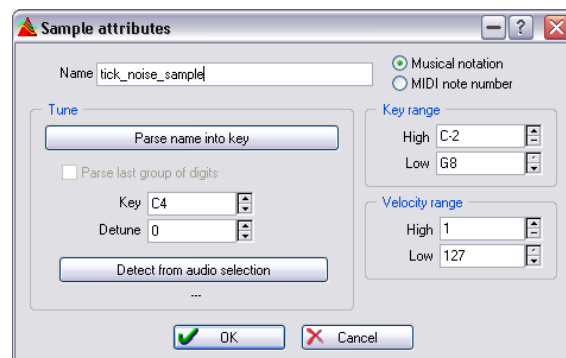 Sample attributes
Name tick_noise_sample
Musical notation
MIDI note number
Tune
Parse name into key
Parse last group of digits
Key C4
Detune 0
Detect from audio selection
---
Key range
High C-2
Low G8
Velocity range
High 1
Low 127
OK
Cancel